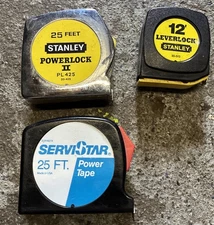 25 FEET
STANLEY
POWERLOCK
II
PL425
12'
LEVERLOCK
STANLEY
SERVISTAR
25 FT.
Power
Tape